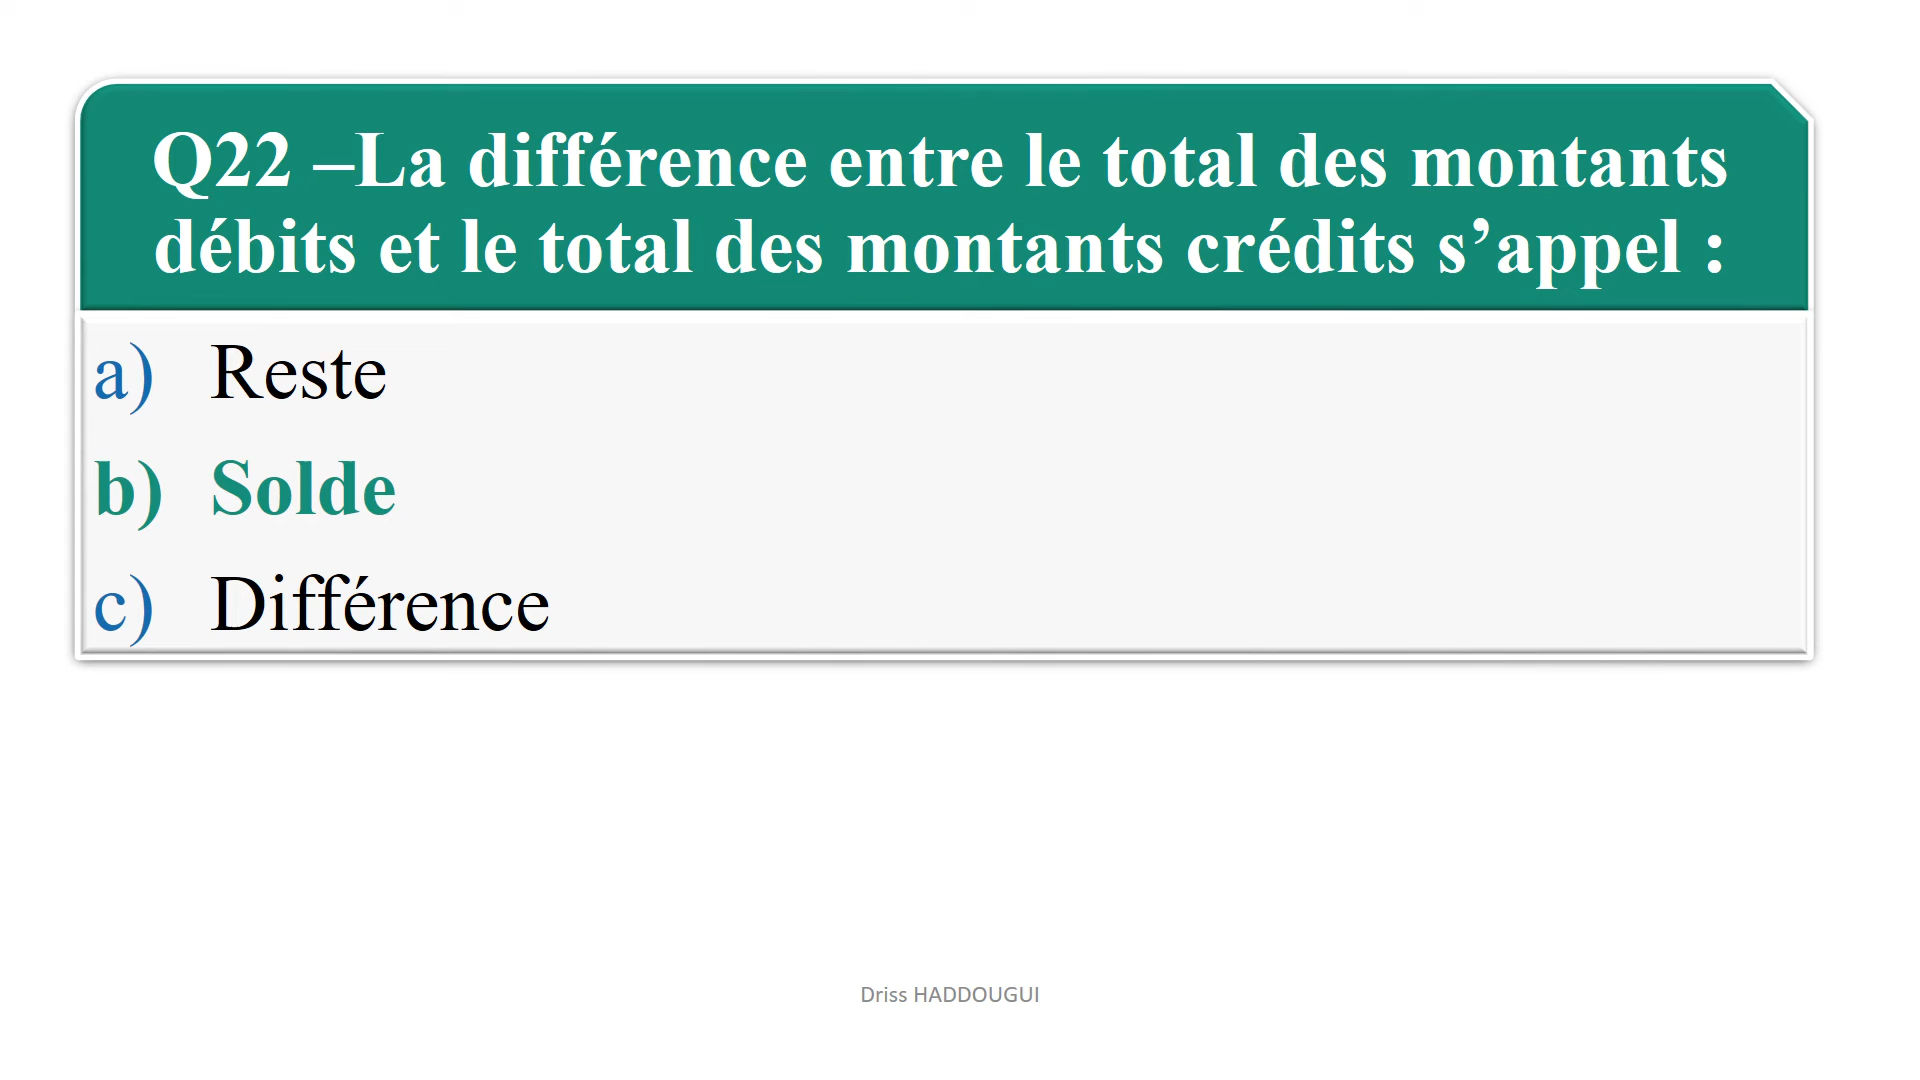 Q22 –La différence entre le total des montants
débits et le total des montants crédits s’appel :
a) Reste
b) Solde
c) Différence
Driss HADDOUGUI